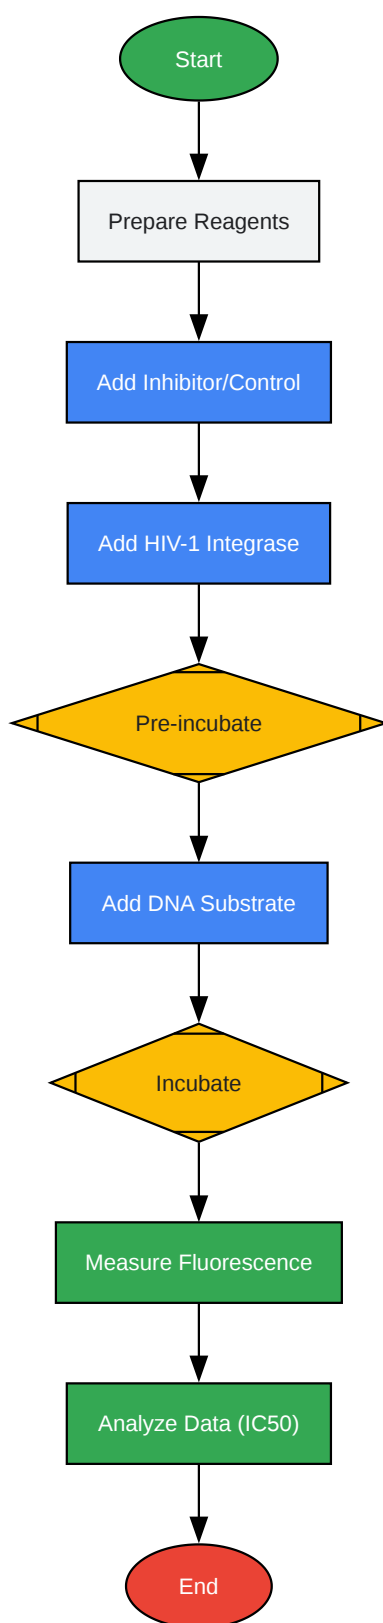 Start
Prepare Reagents
Add Inhibitor/Control
Add HIV-1 Integrase
Pre-incubate
Add DNA Substrate
Incubate
Measure Fluorescence
Analyze Data (IC50)
End